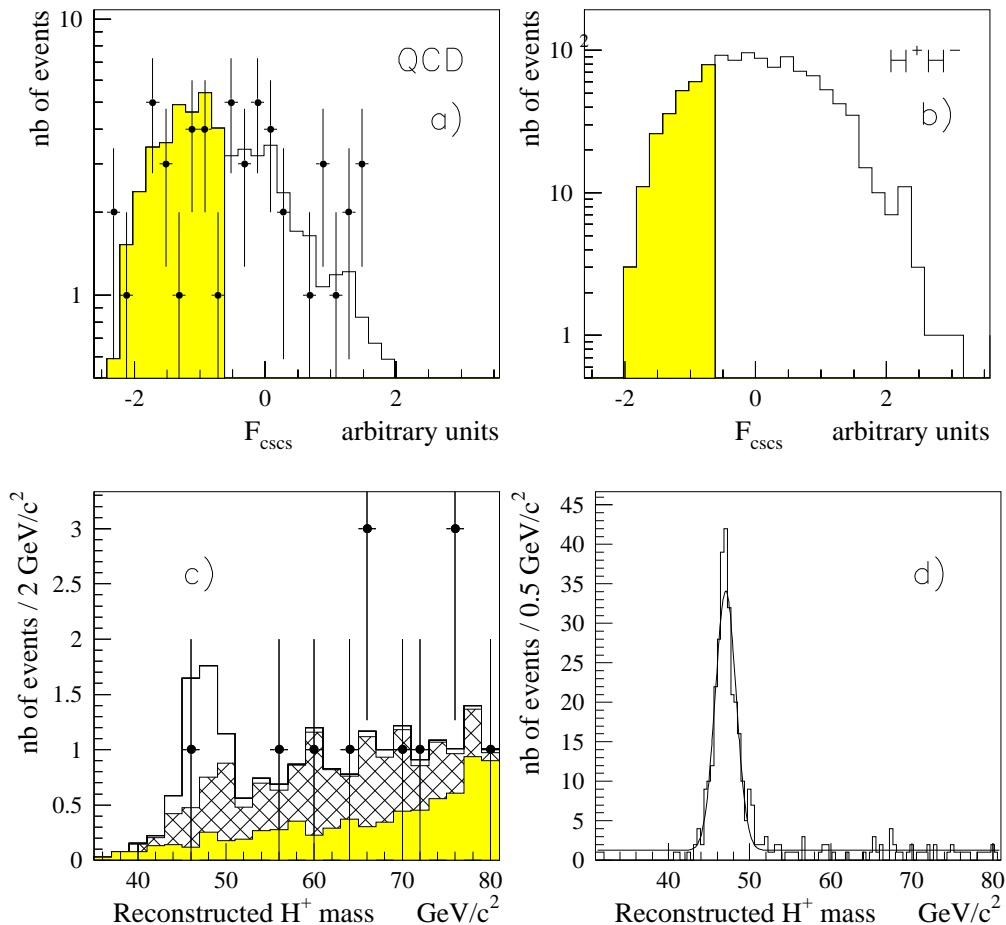 nb of events
10
1
QCD
a)
-2 0 2
F_cscs arbitrary units
nb of events
10^2
10
1
H^+H^-
b)
-2 0 2
F_cscs arbitrary units
nb of events / 2 GeV/c^2
3
2.5
2
1.5
1
0.5
0
c)
40 50 60 70 80
Reconstructed H^+ mass GeV/c^2
nb of events / 0.5 GeV/c^2
45
40
35
30
25
20
15
10
5
0
d)
40 50 60 70 80
Reconstructed H^+ mass GeV/c^2